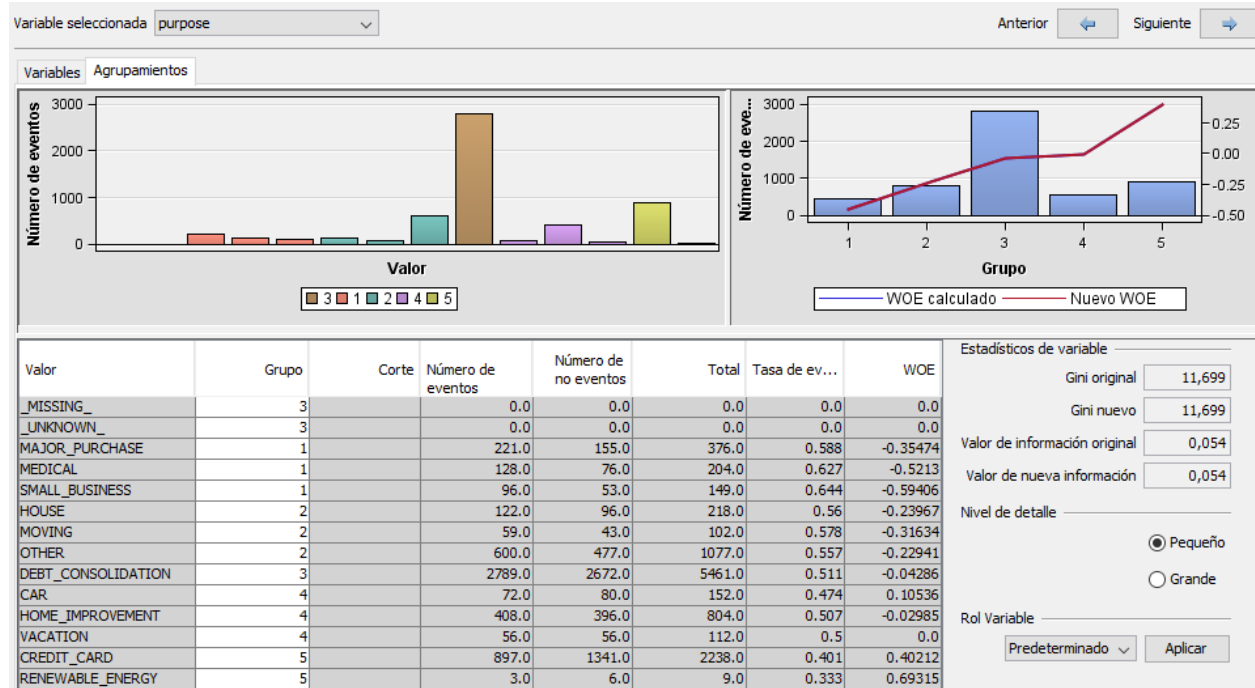 Variable seleccionada purpose Anterior Siguiente
Variables Agrupamientos
Número de eventos
3000
2000
1000
0
Valor
3 1 2 4 5
Número de eve...
3000
2000
1000
0
0.25
0.00
-0.25
-0.50
1 2 3 4 5
Grupo
WOE calculado Nuevo WOE
Valor Grupo Corte Número de eventos Número de no eventos Total Tasa de ev... WOE
_MISSING_ 3 0.0 0.0 0.0 0.0 0.0
_UNKNOWN_ 3 0.0 0.0 0.0 0.0 0.0
MAJOR_PURCHASE 1 221.0 155.0 376.0 0.588 -0.35474
MEDICAL 1 128.0 76.0 204.0 0.627 -0.5213
SMALL_BUSINESS 1 96.0 53.0 149.0 0.644 -0.59406
HOUSE 2 122.0 96.0 218.0 0.56 -0.23967
MOVING 2 59.0 43.0 102.0 0.578 -0.31634
OTHER 2 600.0 477.0 1077.0 0.557 -0.22941
DEBT_CONSOLIDATION 3 2789.0 2672.0 5461.0 0.511 -0.04286
CAR 4 72.0 80.0 152.0 0.474 0.10536
HOME_IMPROVEMENT 4 408.0 396.0 804.0 0.507 -0.02985
VACATION 4 56.0 56.0 112.0 0.5 0.0
CREDIT_CARD 5 897.0 1341.0 2238.0 0.401 0.40212
RENEWABLE_ENERGY 5 3.0 6.0 9.0 0.333 0.69315
Estadísticos de variable
Gini original 11,699
Gini nuevo 11,699
Valor de información original 0,054
Valor de nueva información 0,054
Nivel de detalle
Pequeño
Grande
Rol Variable
Predeterminado Aplicar